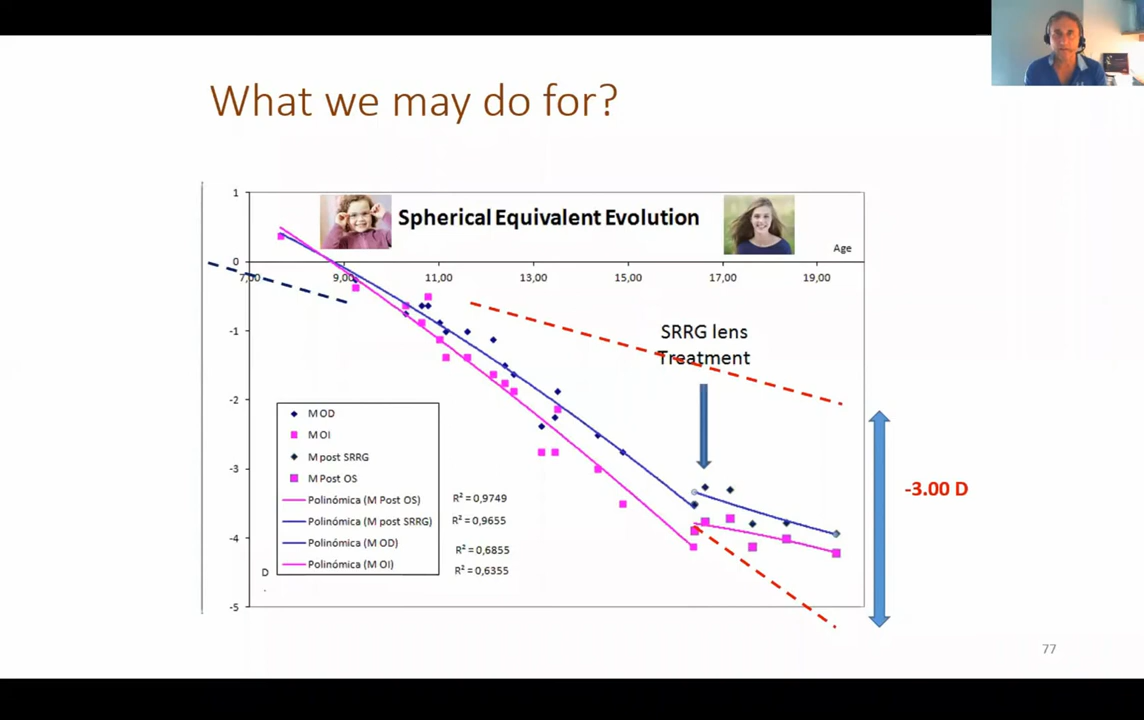 What we may do for?
Spherical Equivalent Evolution
Age
1
0
-1
-2
-3
-4
-5
7,00
9,00
11,00
13,00
15,00
17,00
19,00
SRRG lens
Treatment
M OD
M OI
M post SRRG
M Post OS
Polinómica (M Post OS)
Polinómica (M post SRRG)
Polinómica (M OD)
Polinómica (M OI)
R² = 0,9749
R² = 0,9655
R² = 0,6855
R² = 0,6355
D
-3.00 D
77